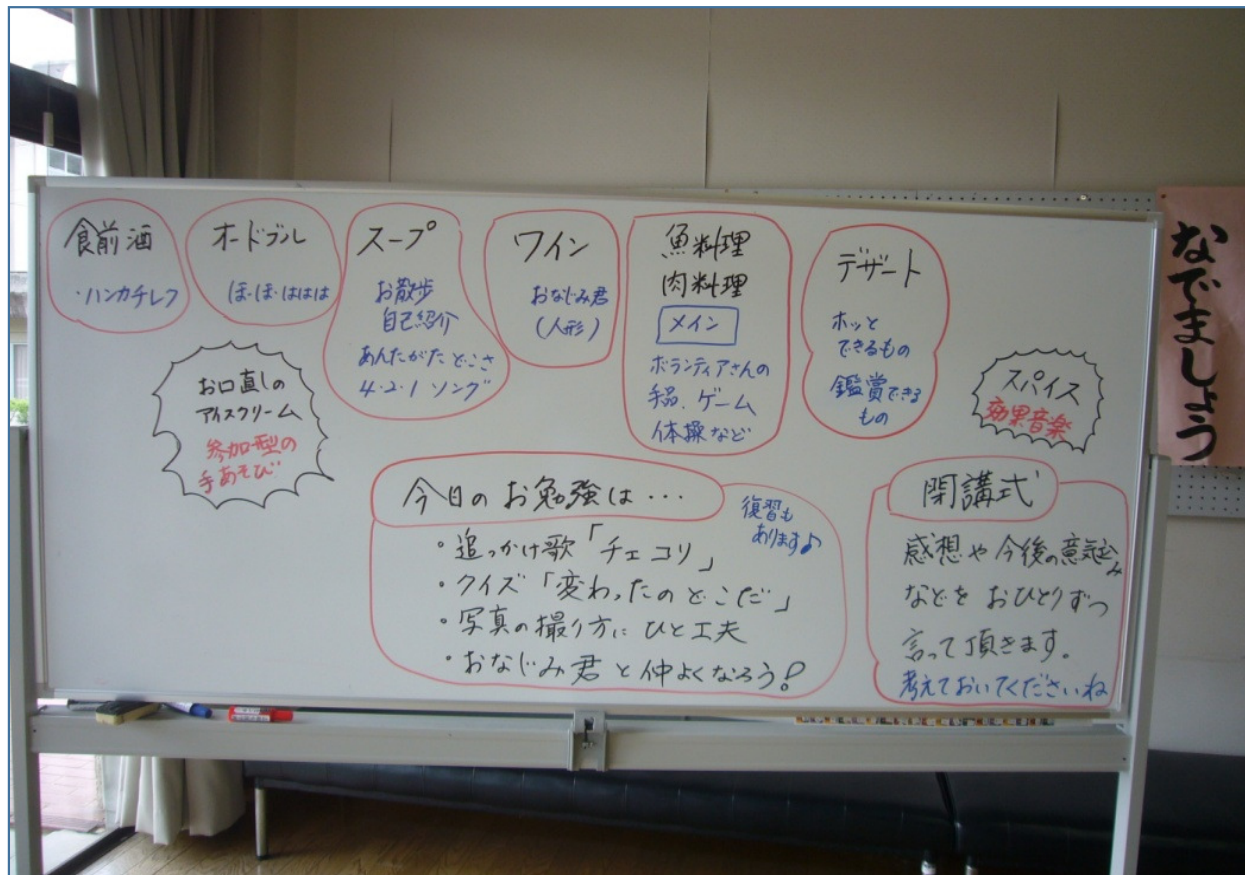 食前酒
・ハンカチレク
オードブル
ほ・ほ・ははは
スープ
お散歩
自己紹介
あんたがたどこさ
4・2・1 ソング
ワイン
おなじみ君
(人形)
魚料理
肉料理
メイン
ボランティアさんの
手品、ゲーム
体操など
デザート
ホッと
できるもの
鑑賞できる
もの
お口直しの
アイスクリーム
参加型の
手あそび
スパイス
効果音楽
今日のお勉強は・・・
復習も
あります♪
・追っかけ歌「チェコリ」
・クイズ「変わったのどこだ」
・写真の撮り方にひと工夫
・おなじみ君と仲よくなろう!
閉講式
感想や今後の意気込み
などをおひとりずつ
言って頂きます。
考えておいてくださいね
なでましょう